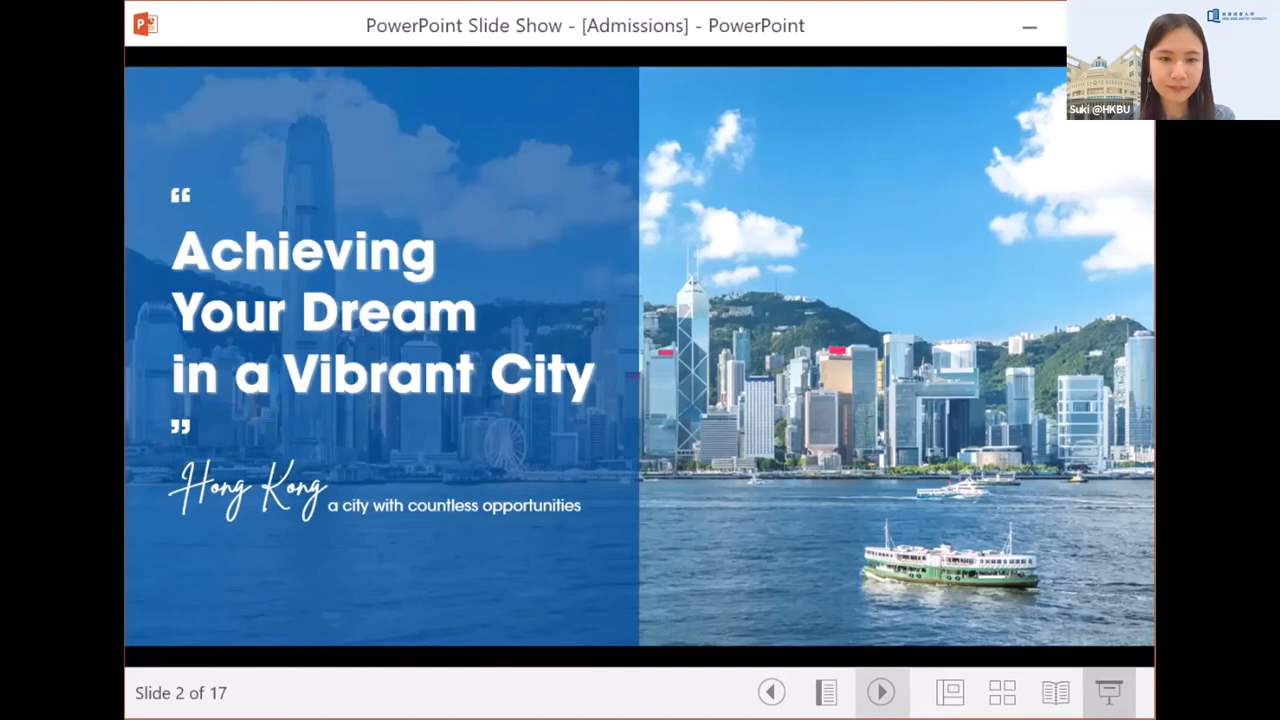 PowerPoint Slide Show - [Admissions] - PowerPoint
Suki @HKBU
“
Achieving
Your Dream
in a Vibrant City
”
Hong Kong a city with countless opportunities
Slide 2 of 17